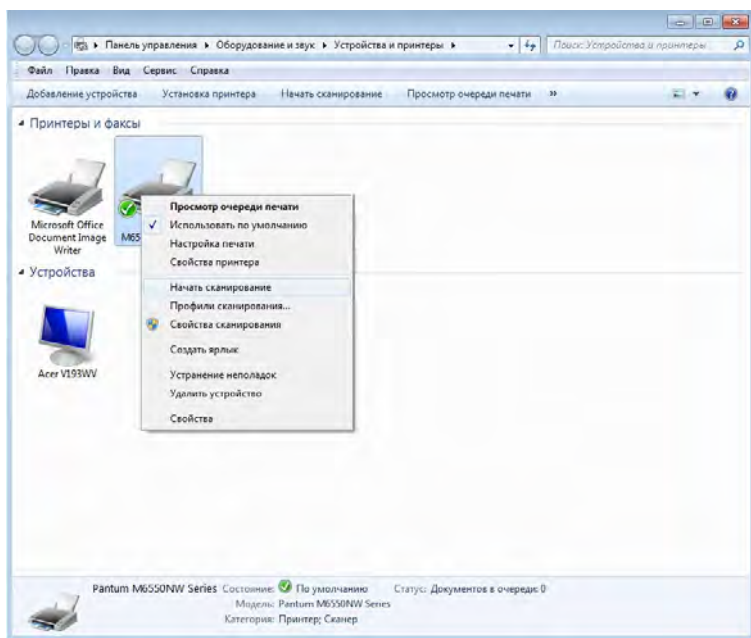 Панель управления ▸ Оборудование и звук ▸ Устройства и принтеры ▸
Поиск: Устройства и принтеры
Файл Правка Вид Сервис Справка
Добавление устройства Установка принтера Начать сканирование Просмотр очереди печати »
Принтеры и факсы
Microsoft Office
Document Image
Writer
M65
Просмотр очереди печати
Использовать по умолчанию
Настройка печати
Свойства принтера
Начать сканирование
Профили сканирования...
Свойства сканирования
Создать ярлык
Устранение неполадок
Удалить устройство
Свойства
Устройства
Acer V193WV
Pantum M6550NW Series Состояние: По умолчанию Статус: Документов в очереди: 0
Модель: Pantum M6550NW Series
Категория: Принтер; Сканер